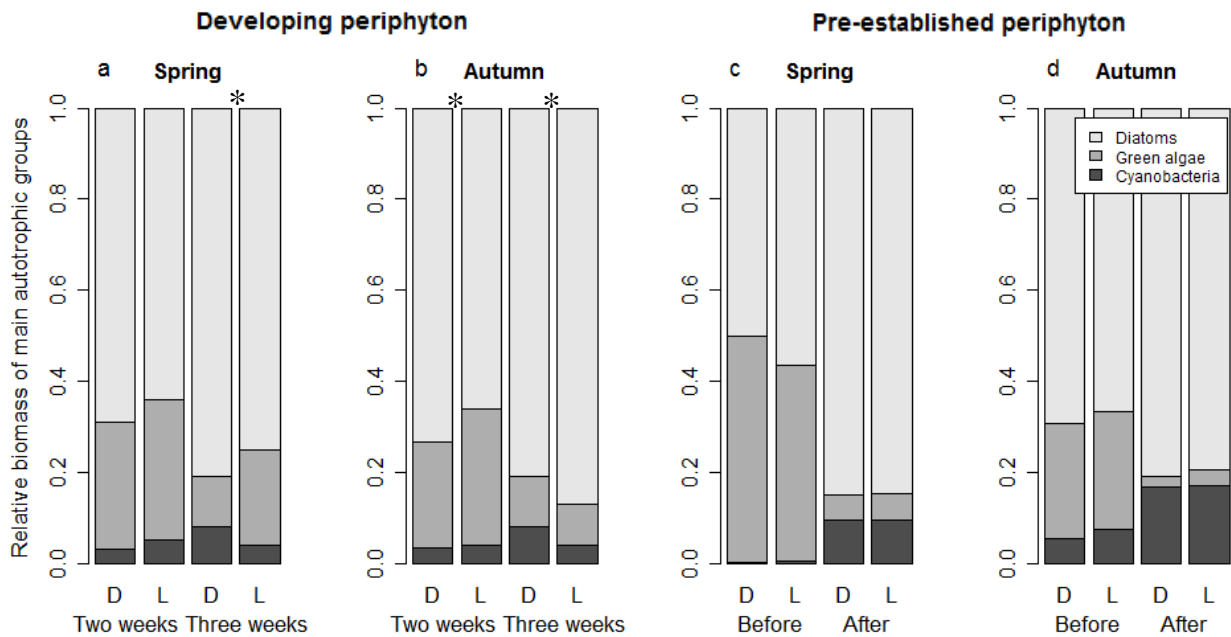 Developing periphyton
Pre-established periphyton
a Spring
b Autumn
c Spring
d Autumn
* * *
Relative biomass of main autotrophic groups
1.0 1.0 1.0 1.0
0.8 0.8 0.8 0.8
0.6 0.6 0.6 0.6
0.4 0.4 0.4 0.4
0.2 0.2 0.2 0.2
0.0 0.0 0.0 0.0
Diatoms
Green algae
Cyanobacteria
D L D L D L D L D L D L D L D L
Two weeks Three weeks Two weeks Three weeks Before After Before After